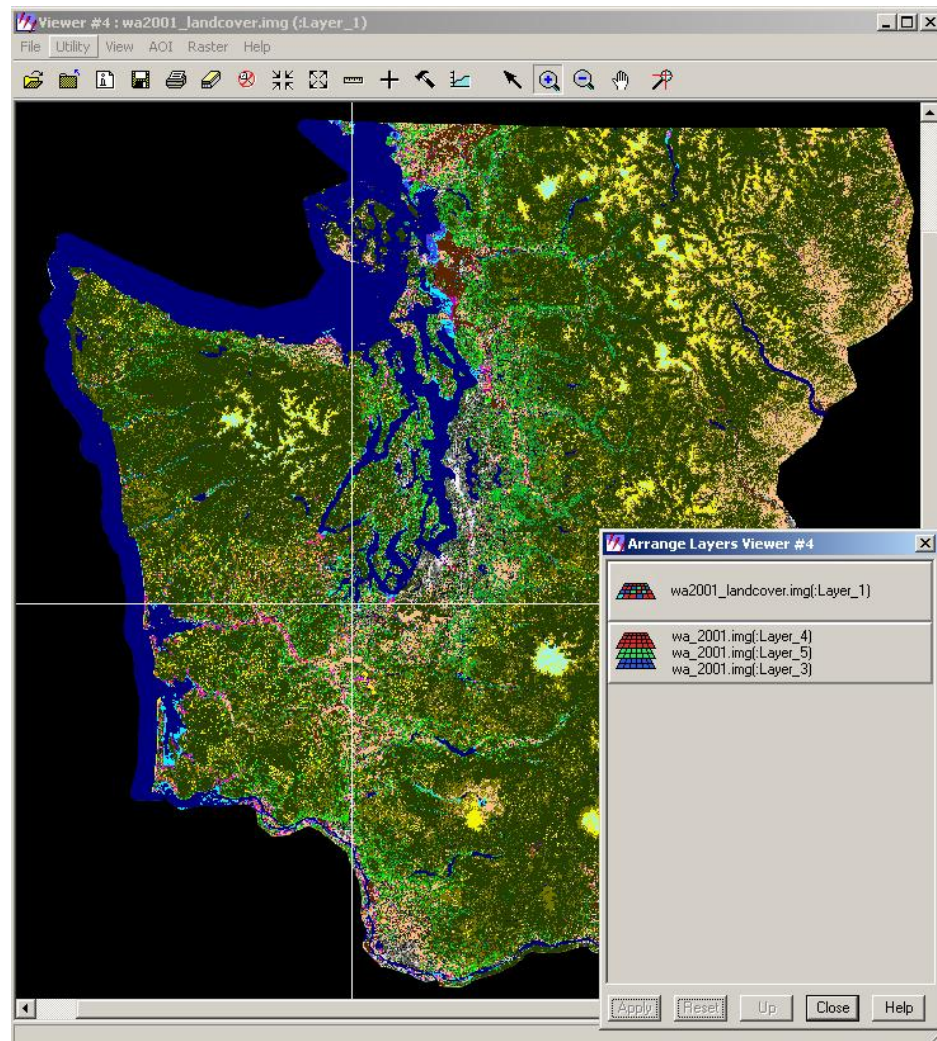 Viewer #4 : wa2001_landcover.img (:Layer_1)
File Utility View AOI Raster Help
Arrange Layers Viewer #4
wa2001_landcover.img(:Layer_1)
wa_2001.img(:Layer_4)
wa_2001.img(:Layer_5)
wa_2001.img(:Layer_3)
Apply Reset Up Close Help